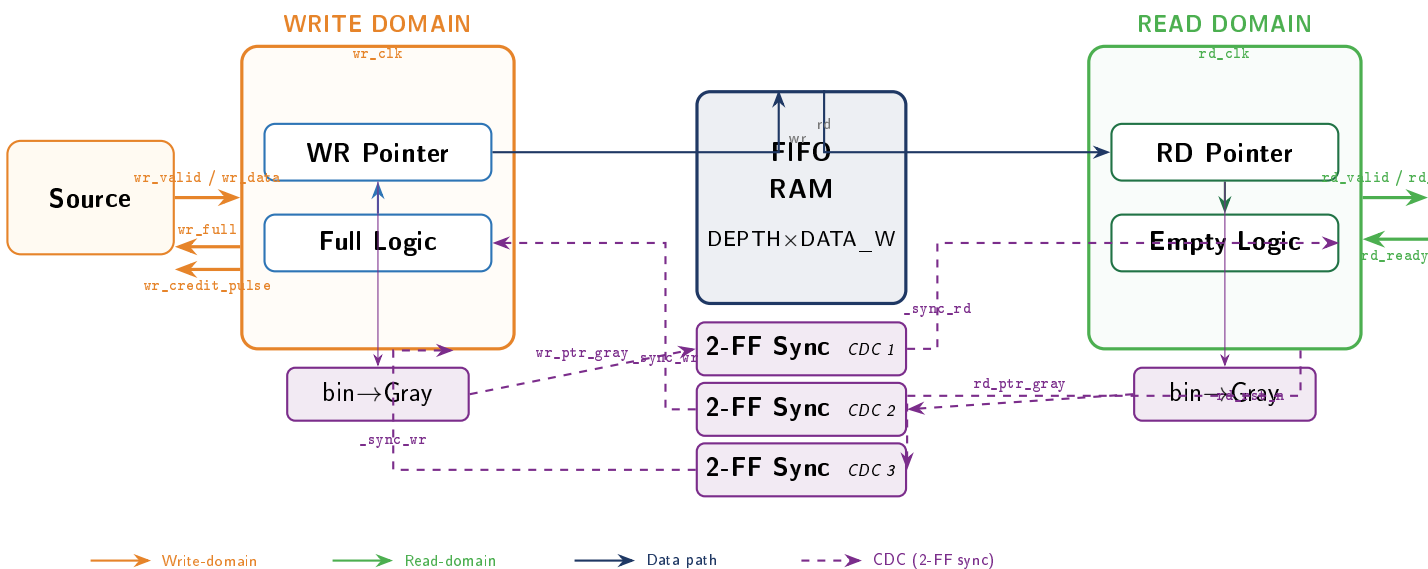 WRITE DOMAIN
READ DOMAIN
wr_clk
rd_clk
Source
wr_valid / wr_data
wr_full
wr_credit_pulse
WR Pointer
Full Logic
wr
rd
FIFO
RAM
DEPTH×DATA_W
RD Pointer
Empty Logic
rd_valid / rd_
rd_ready
_sync_rd
2-FF Sync CDC 1
wr_ptr_gray
_sync_wr
bin→Gray
2-FF Sync CDC 2
rd_ptr_gray
bin→Gray
rd_rst_n
_sync_wr
2-FF Sync CDC 3
Write-domain
Read-domain
Data path
CDC (2-FF sync)